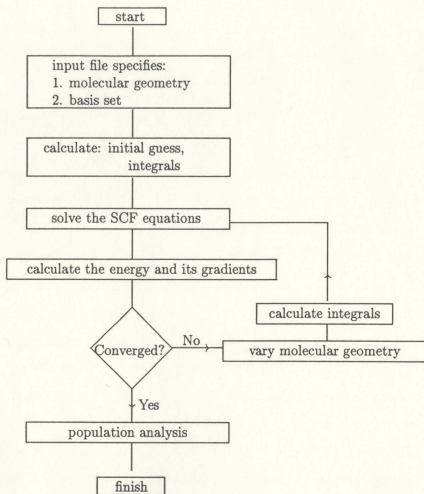 start
input file specifies:
1. molecular geometry
2. basis set
calculate: initial guess,
integrals
solve the SCF equations
calculate the energy and its gradients
calculate integrals
Converged?
No
vary molecular geometry
Yes
population analysis
finish